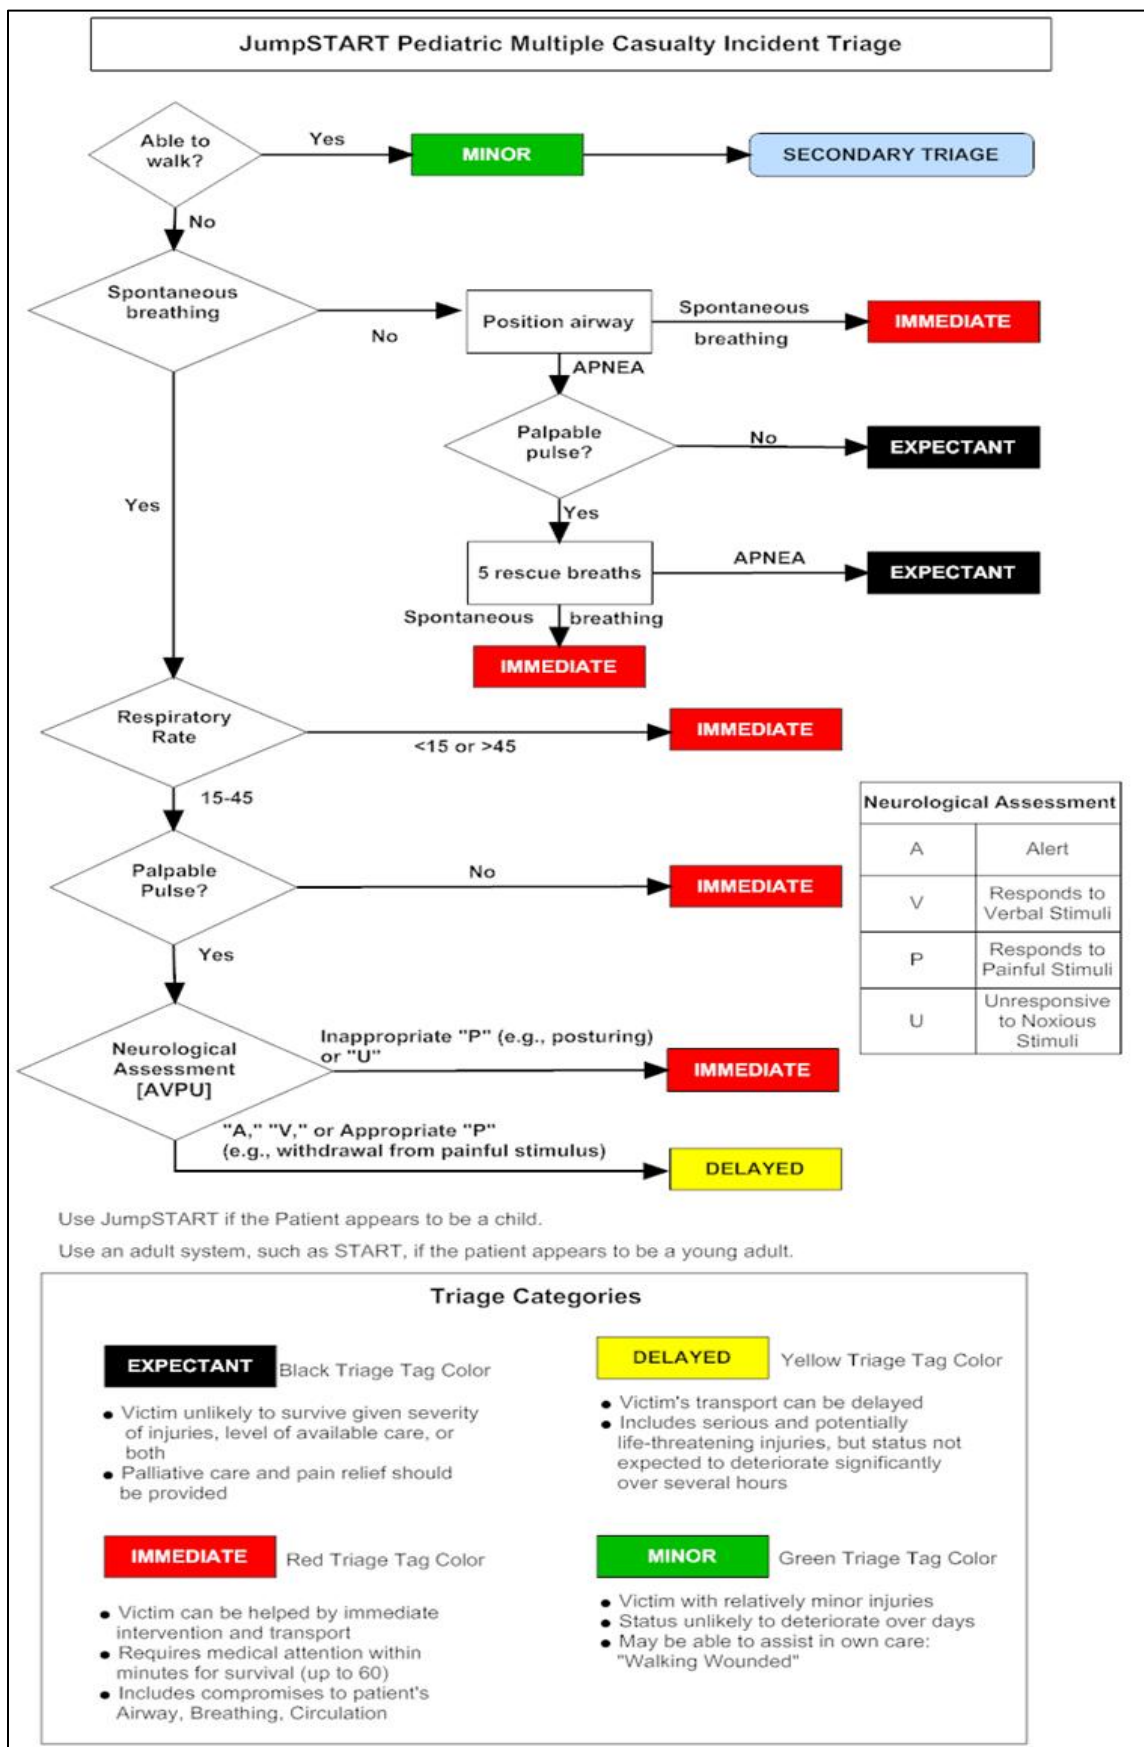 JumpSTART Pediatric Multiple Casualty Incident Triage
Able to
walk?
Yes
MINOR
SECONDARY TRIAGE
No
Spontaneous
breathing
No
Position airway
Spontaneous
breathing
IMMEDIATE
APNEA
Palpable
pulse?
No
EXPECTANT
Yes
Yes
5 rescue breaths
APNEA
EXPECTANT
Spontaneous
breathing
IMMEDIATE
Respiratory
Rate
<15 or >45
IMMEDIATE
15-45
Palpable
Pulse?
No
IMMEDIATE
Yes
Neurological Assessment
A
Alert
V
Responds to
Verbal Stimuli
P
Responds to
Painful Stimuli
U
Unresponsive
to Noxious
Stimuli
Neurological
Assessment
[AVPU]
Inappropriate "P" (e.g., posturing)
or "U"
IMMEDIATE
"A," "V," or Appropriate "P"
(e.g., withdrawal from painful stimulus)
DELAYED
Use JumpSTART if the Patient appears to be a child.
Use an adult system, such as START, if the patient appears to be a young adult.
Triage Categories
EXPECTANT
Black Triage Tag Color
• Victim unlikely to survive given severity
of injuries, level of available care, or
both
• Palliative care and pain relief should
be provided
DELAYED
Yellow Triage Tag Color
• Victim's transport can be delayed
• Includes serious and potentially
life-threatening injuries, but status not
expected to deteriorate significantly
over several hours
IMMEDIATE
Red Triage Tag Color
• Victim can be helped by immediate
intervention and transport
• Requires medical attention within
minutes for survival (up to 60)
• Includes compromises to patient's
Airway, Breathing, Circulation
MINOR
Green Triage Tag Color
• Victim with relatively minor injuries
• Status unlikely to deteriorate over days
• May be able to assist in own care:
"Walking Wounded"